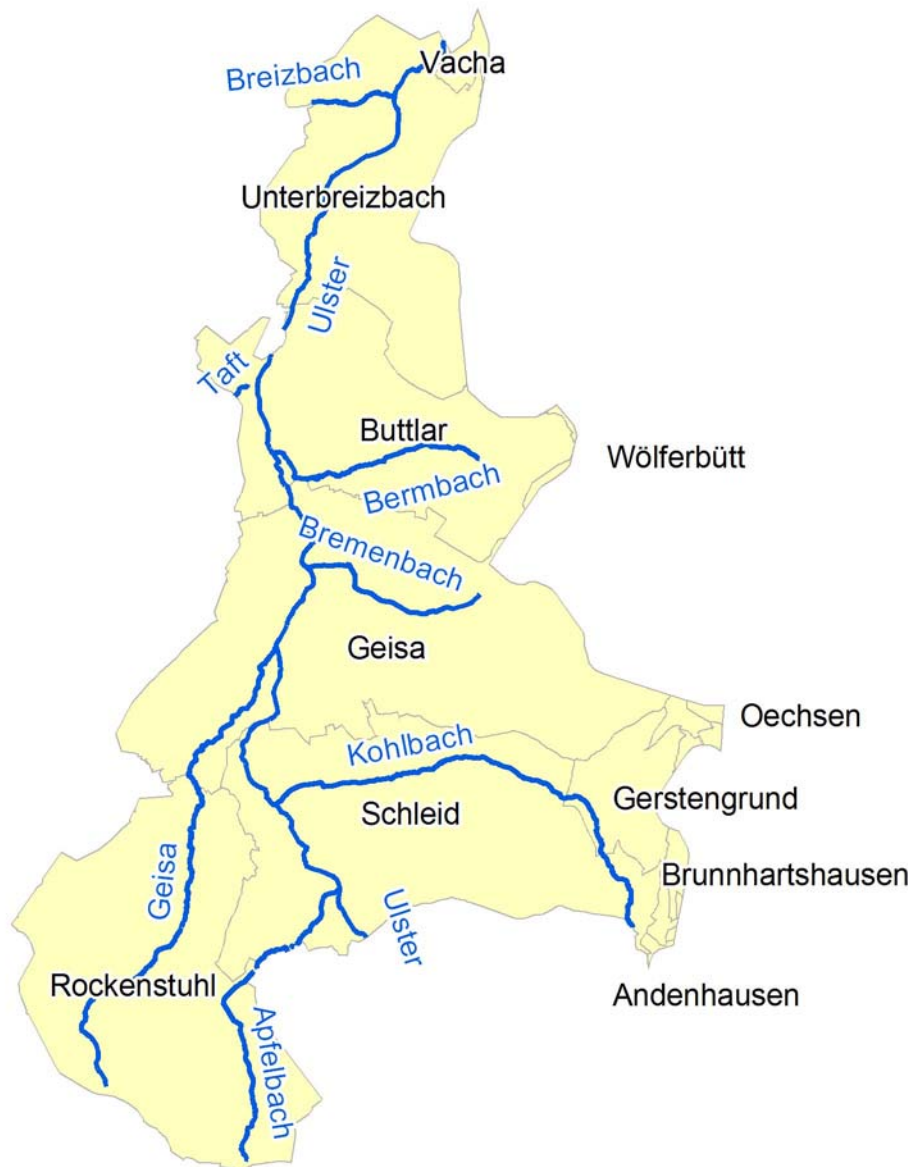 Vacha
Breizbach
Unterbreizbach
Ulster
Taft
Buttlar
Wölferbütt
Bermbach
Bremenbach
Geisa
Oechsen
Kohlbach
Gerstengrund
Schleid
Geisa
Brunnhartshausen
Ulster
Rockenstuhl
Andenhausen
Apfelbach